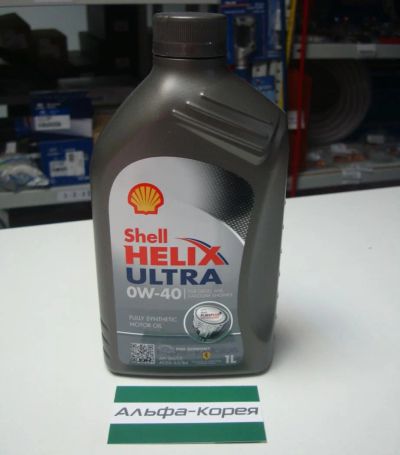 Shell
HELIX
ULTRA
0W-40
FULLY SYNTHETIC
MOTOR OIL
1L
Альфа-Корея